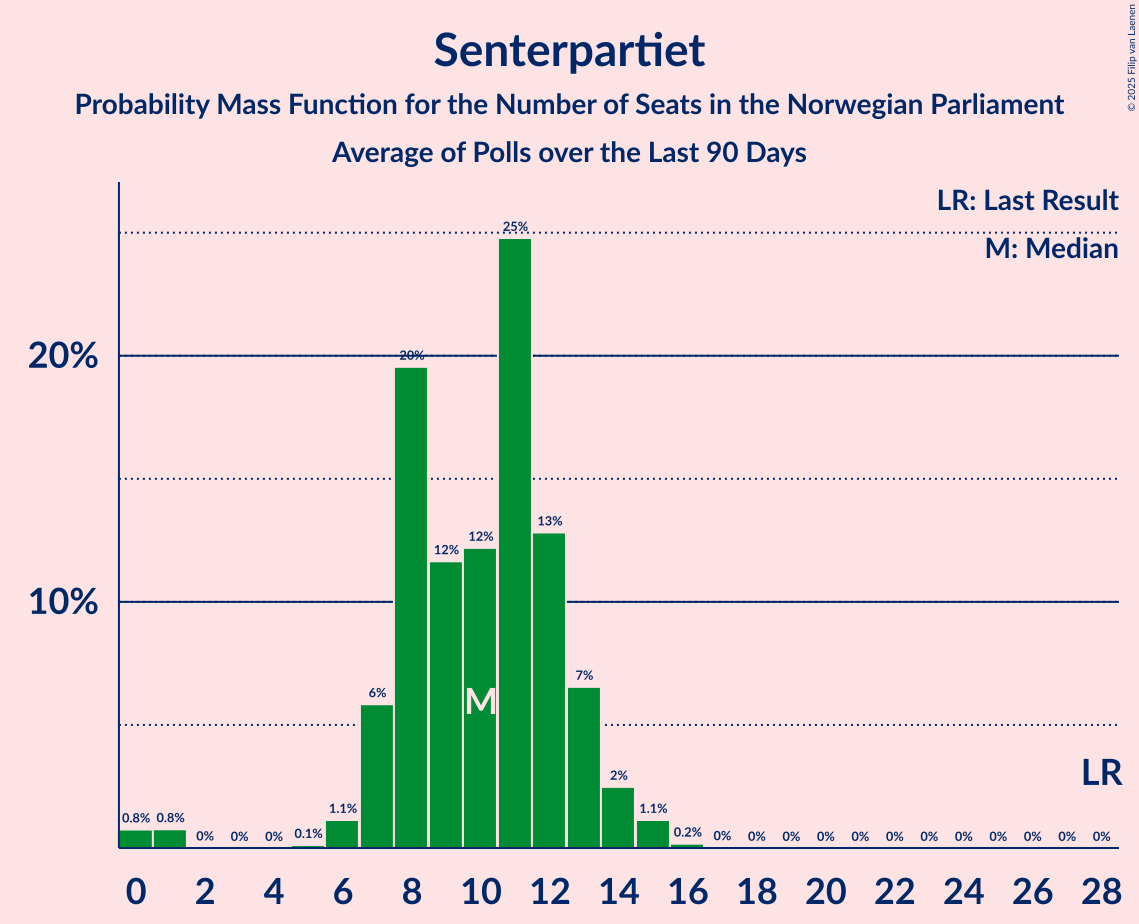 Senterpartiet
Probability Mass Function for the Number of Seats in the Norwegian Parliament
Average of Polls over the Last 90 Days
© 2025 Filip van Laenen
LR: Last Result
M: Median
20%
10%
0.8% 0.8% 0% 0% 0% 0.1% 1.1% 6% 20% 12% 12% 25% 13% 7% 2% 1.1% 0.2% 0% 0% 0% 0% 0% 0% 0% 0% 0% 0% 0% 0%
M
LR
0 2 4 6 8 10 12 14 16 18 20 22 24 26 28